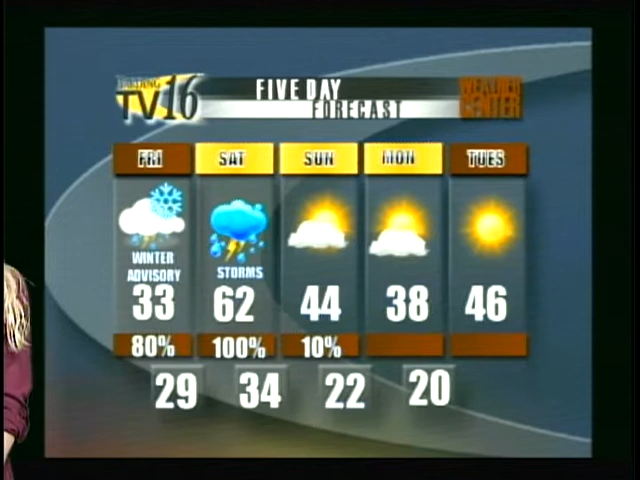 TV16
FIVE DAY
FORECAST
WEATHER
CENTER
FRI
SAT
SUN
MON
TUES
WINTER
ADVISORY
STORMS
33
62
44
38
46
80%
100%
10%
29
34
22
20